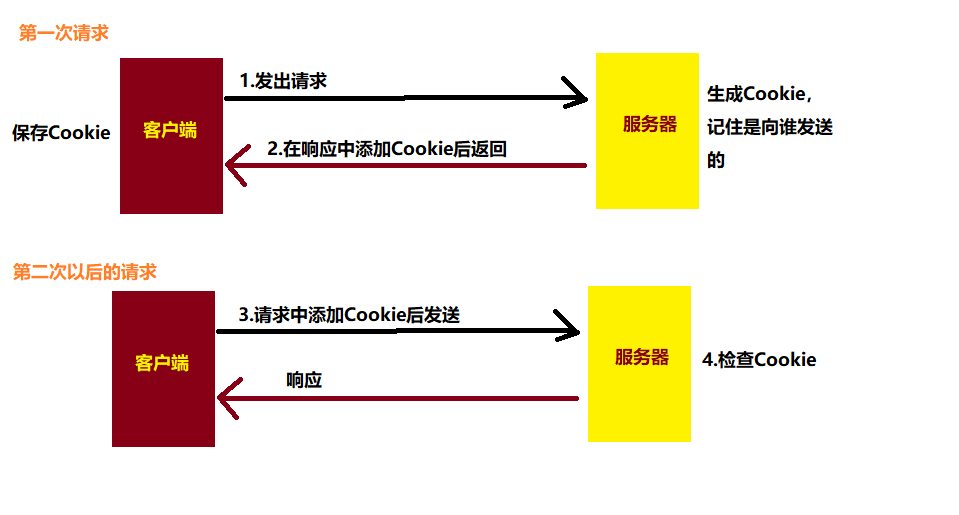 第一次请求
1.发出请求
保存Cookie
客户端
服务器
生成Cookie，
记住是向谁发送
的
2.在响应中添加Cookie后返回
第二次以后的请求
3.请求中添加Cookie后发送
客户端
服务器
4.检查Cookie
响应